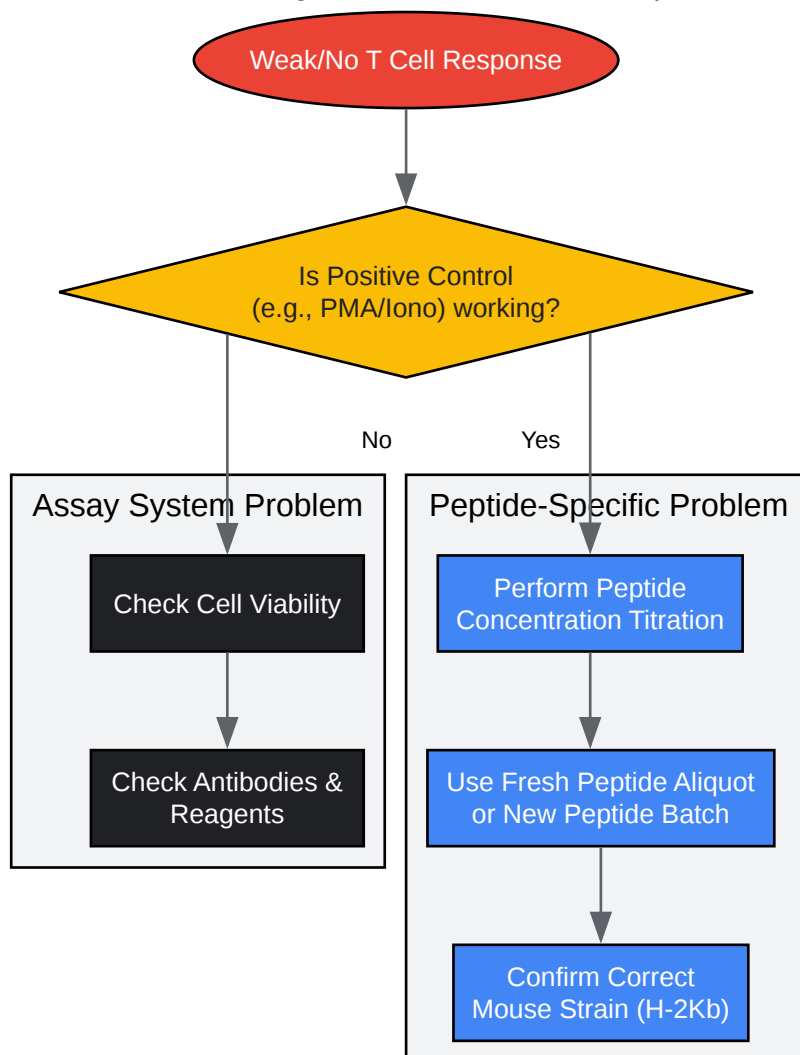 Weak/No T Cell Response
Is Positive Control
(e.g., PMA/Iono) working?
No
Yes
Assay System Problem
Peptide-Specific Problem
Check Cell Viability
Perform Peptide
Concentration Titration
Check Antibodies &
Reagents
Use Fresh Peptide Aliquot
or New Peptide Batch
Confirm Correct
Mouse Strain (H-2Kb)